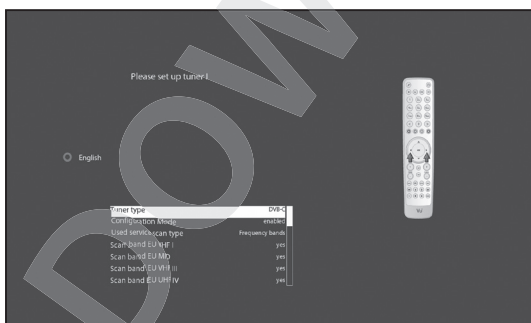 Please set up tuner I
English
Tuner type DVB-C
Configuration Mode enabled
Used service scan type Frequency bands
Scan band EU VHF I yes
Scan band EU MID yes
Scan band EU VHF III yes
Scan band EU UHF IV yes
VU
DOW